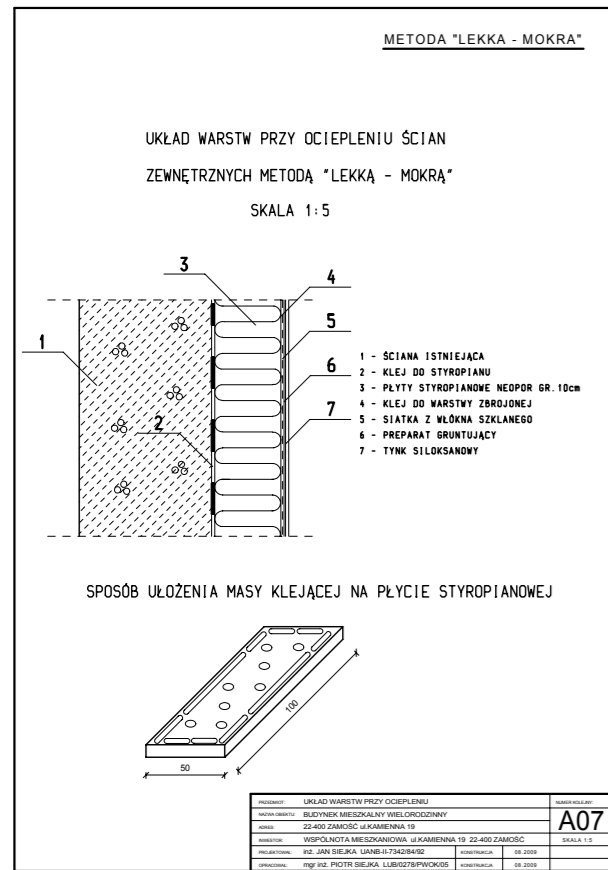 METODA "LEKKA - MOKRA"
UKŁAD WARSTW PRZY OCIEPLENIU ŚCIAN
ZEWNĘTRZNYCH METODĄ "LEKKĄ - MOKRĄ"
SKALA 1:5
3
4
1
5
6
2
7
1 - ŚCIANA ISTNIEJĄCA
2 - KLEJ DO STYROPIANU
3 - PŁYTY STYROPIANOWE NEOPOR GR.10cm
4 - KLEJ DO WARSTWY ZBROJONEJ
5 - SIATKA Z WŁÓKNA SZKLANEGO
6 - PREPARAT GRUNTUJĄCY
7 - TYNK SILOKSANOWY
SPOSÓB UŁOŻENIA MASY KLEJĄCEJ NA PŁYCIE STYROPIANOWEJ
100
50
PRZEDMIOT: UKŁAD WARSTW PRZY OCIEPLENIU NUMER KOLEJNY:
NAZWA OBIEKTU: BUDYNEK MIESZKALNY WIELORODZINNY A07
ADRES: 22-400 ZAMOŚĆ ul.KAMIENNA 19
INWESTOR: WSPÓLNOTA MIESZKANIOWA ul.KAMIENNA 19 22-400 ZAMOŚĆ SKALA 1:5
PROJEKTOWAŁ: inż. JAN SIEJKA UANB-II-7342/84/92 KONSTRUKCJA 08.2009
OPRACOWAŁ: mgr inż. PIOTR SIEJKA LUB/0278/PWOK/05 KONSTRUKCJA 08.2009